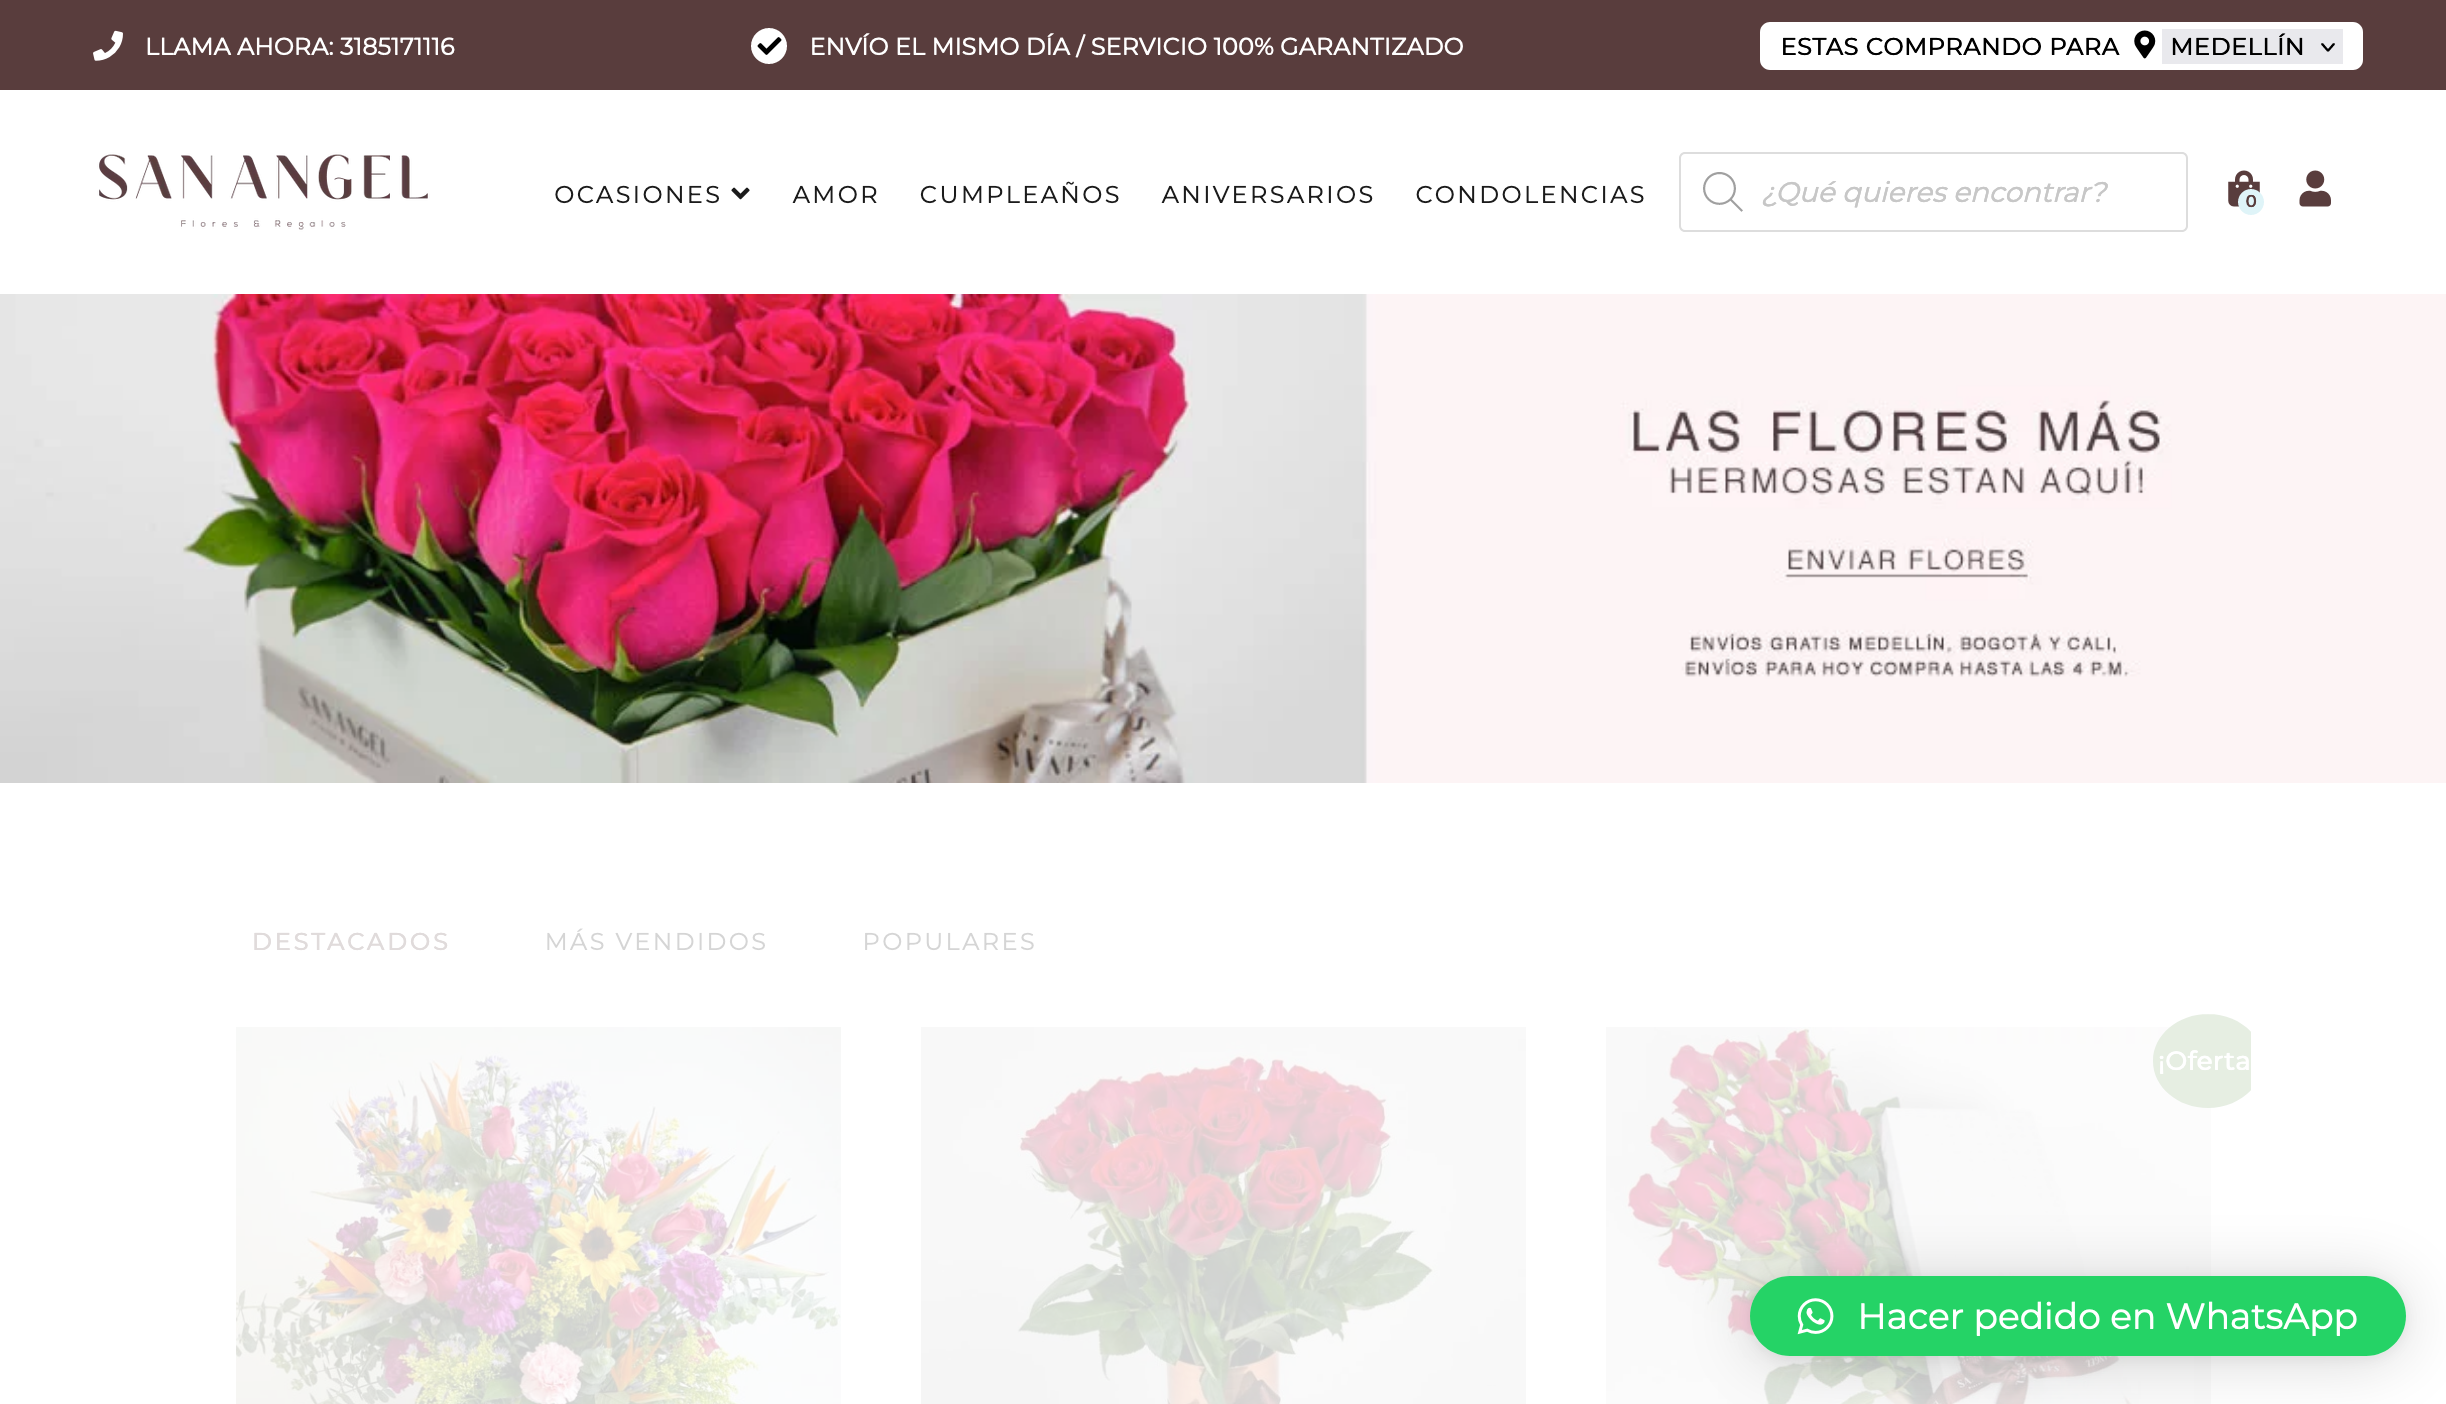 LLAMA AHORA: 3185171116
ENVÍO EL MISMO DÍA / SERVICIO 100% GARANTIZADO
ESTAS COMPRANDO PARA MEDELLÍN
SAN ANGEL
Flores & Regalos
OCASIONES
AMOR
CUMPLEAÑOS
ANIVERSARIOS
CONDOLENCIAS
¿Qué quieres encontrar?
0
LAS FLORES MÁS
HERMOSAS ESTAN AQUÍ!
ENVIAR FLORES
ENVÍOS GRATIS MEDELLÍN, BOGOTÁ Y CALI,
ENVÍOS PARA HOY COMPRA HASTA LAS 4 P.M.
SAN ANGEL
DESTACADOS
MÁS VENDIDOS
POPULARES
¡Oferta
Hacer pedido en WhatsApp